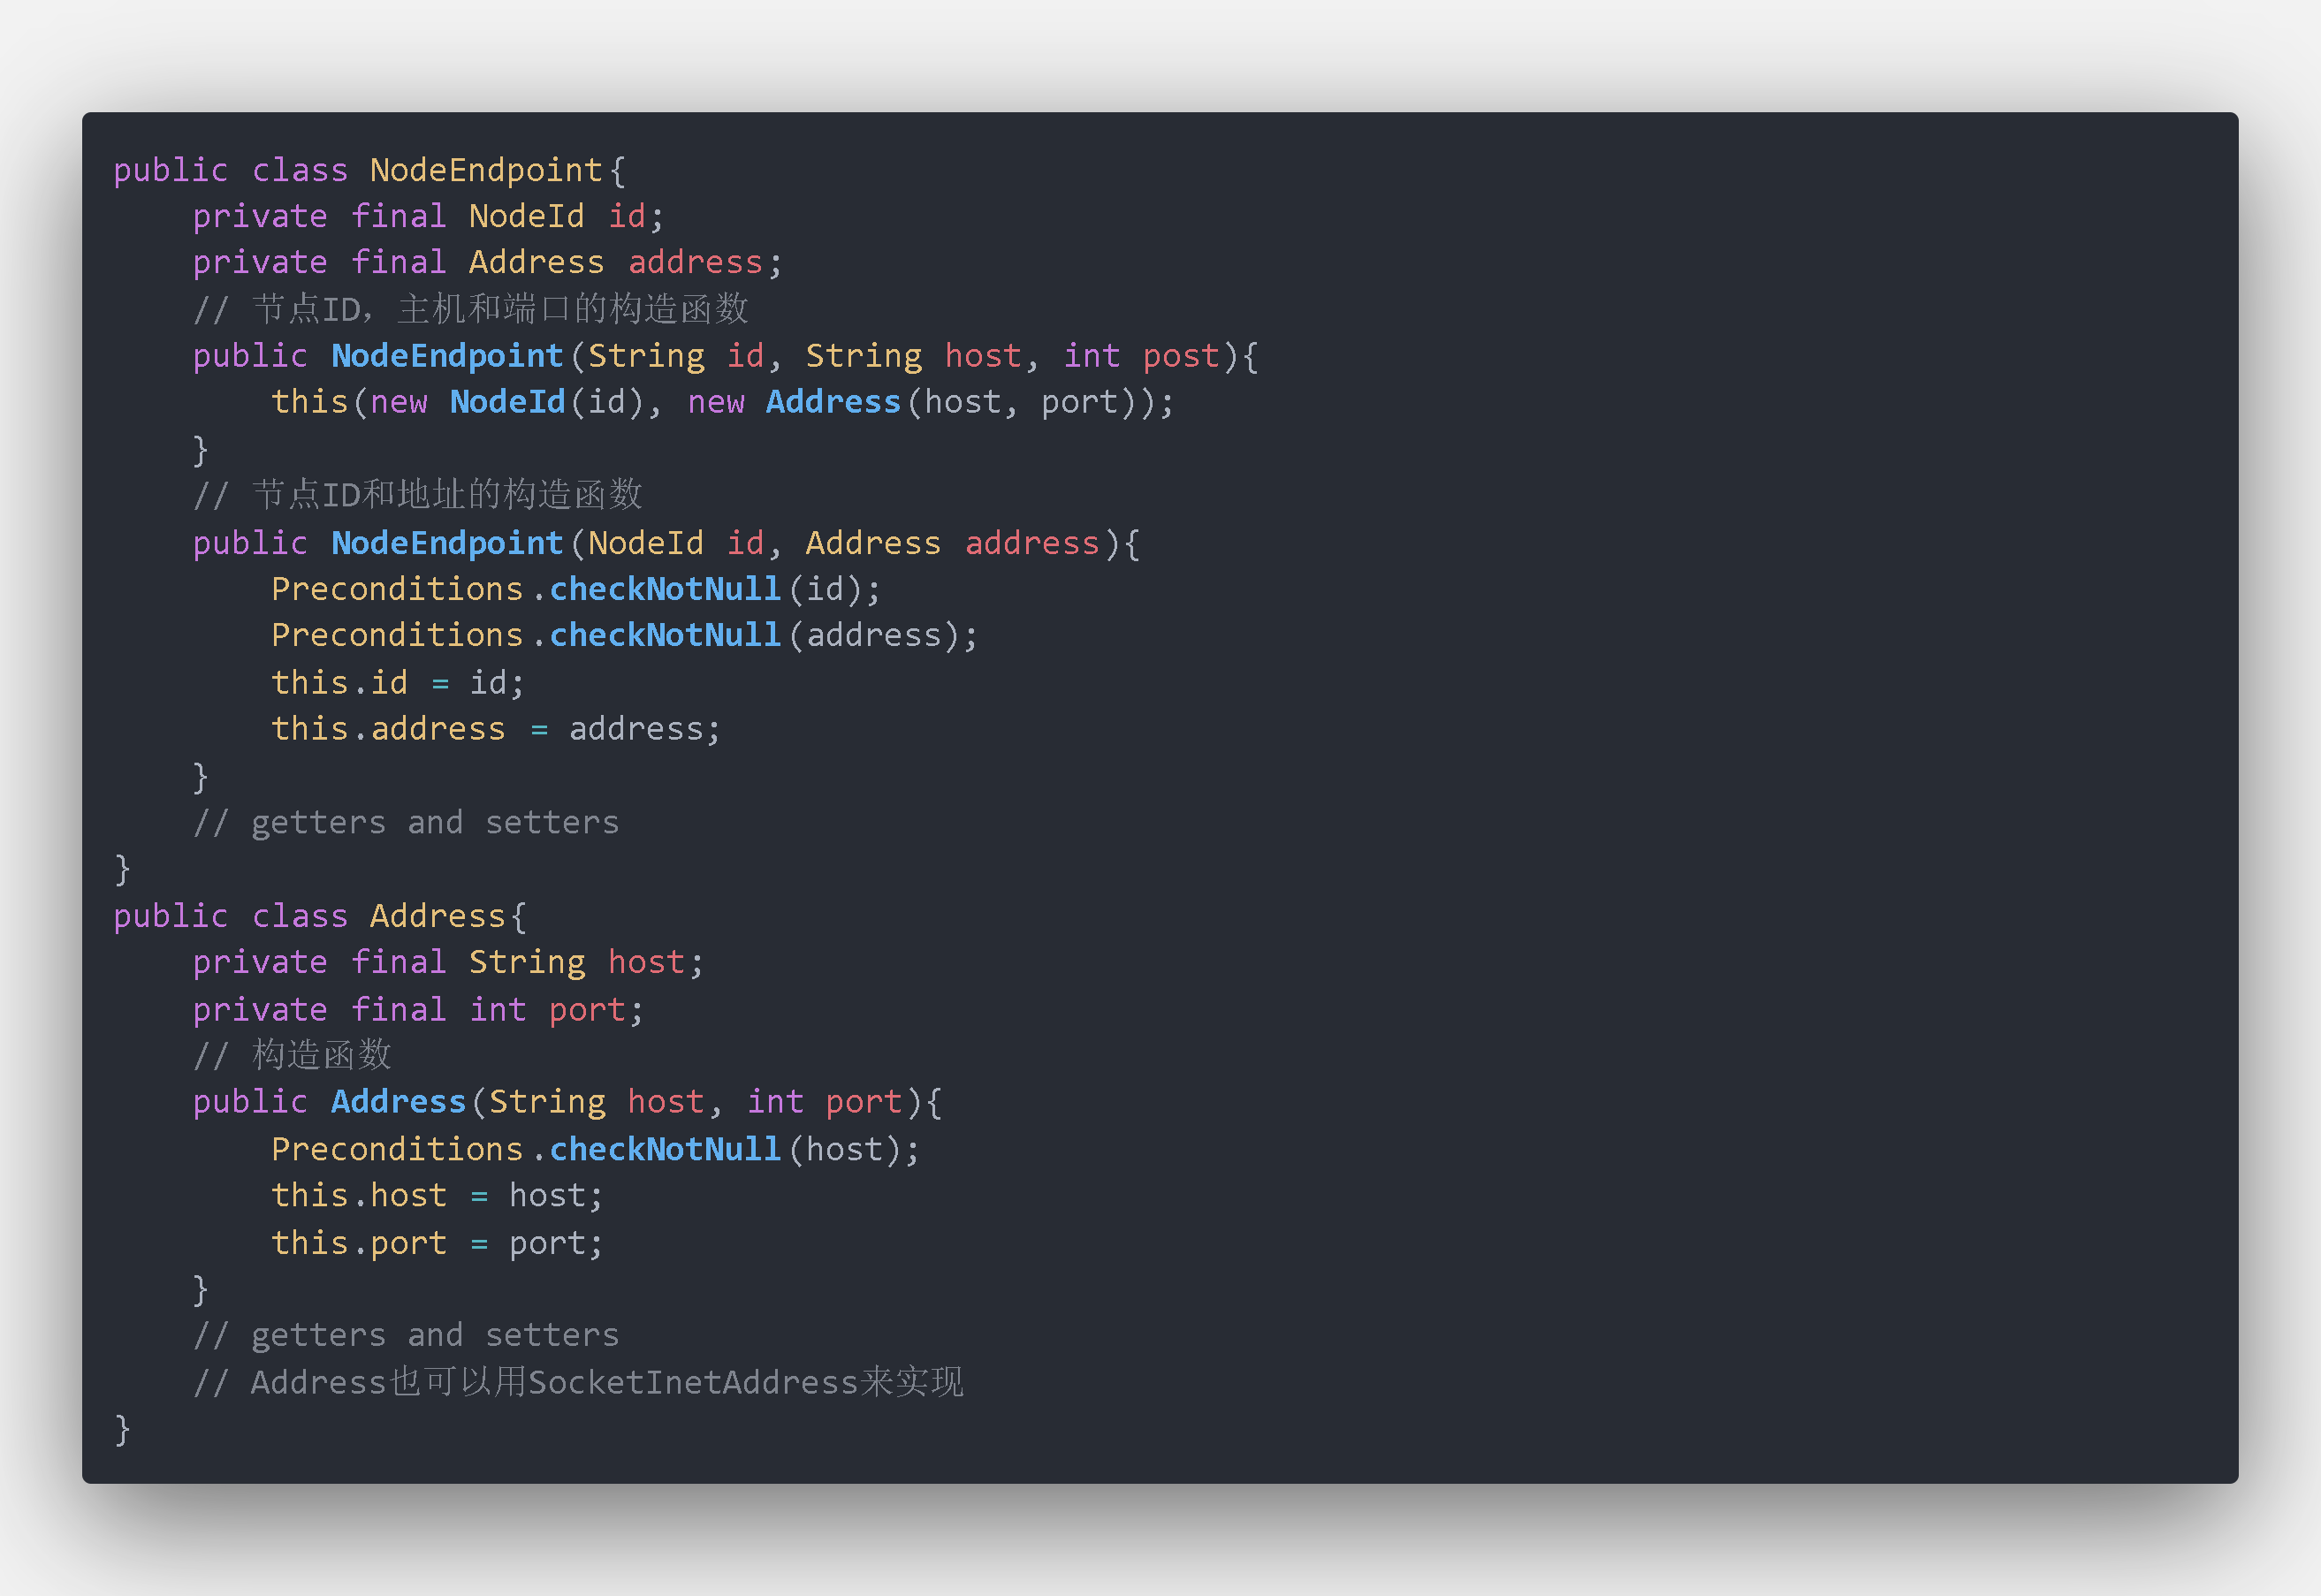 public class NodeEndpoint{
    private final NodeId id;
    private final Address address;
    // 节点ID，主机和端口的构造函数
    public NodeEndpoint(String id, String host, int post){
        this(new NodeId(id), new Address(host, port));
    }
    // 节点ID和地址的构造函数
    public NodeEndpoint(NodeId id, Address address){
        Preconditions.checkNotNull(id);
        Preconditions.checkNotNull(address);
        this.id = id;
        this.address = address;
    }
    // getters and setters
}
public class Address{
    private final String host;
    private final int port;
    // 构造函数
    public Address(String host, int port){
        Preconditions.checkNotNull(host);
        this.host = host;
        this.port = port;
    }
    // getters and setters
    // Address也可以用SocketInetAddress来实现
}